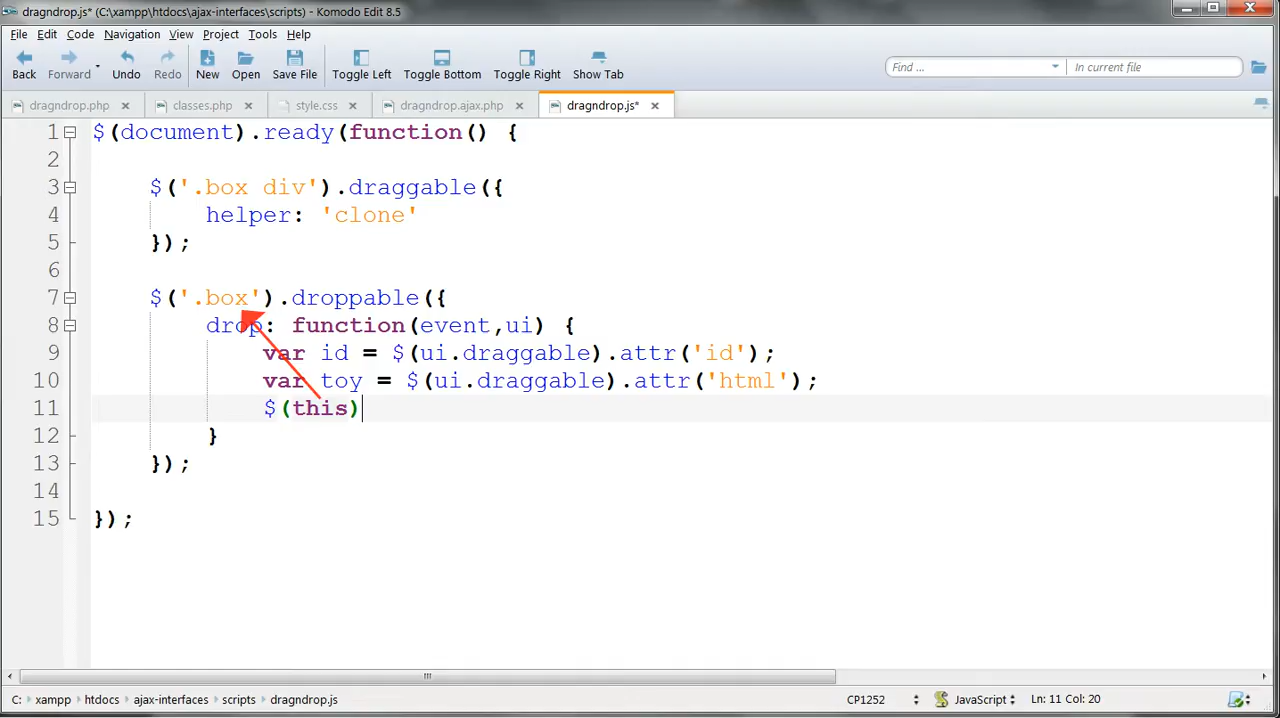 dragndrop.js* (C:\xampp\htdocs\ajax-interfaces\scripts) - Komodo Edit 8.5
File Edit Code Navigation View Project Tools Help
Back Forward Undo Redo New Open Save File Toggle Left Toggle Bottom Toggle Right Show Tab Find ... In current file
dragndrop.php classes.php style.css dragndrop.ajax.php dragndrop.js*
1 $(document).ready(function() {
2
3 $('.box div').draggable({
4 helper: 'clone'
5 });
6
7 $('.box').droppable({
8 drop: function(event,ui) {
9 var id = $(ui.draggable).attr('id');
10 var toy = $(ui.draggable).attr('html');
11 $(this)
12 }
13 });
14
15 });
C: xampp htdocs ajax-interfaces scripts dragndrop.js CP1252 JavaScript Ln: 11 Col: 20